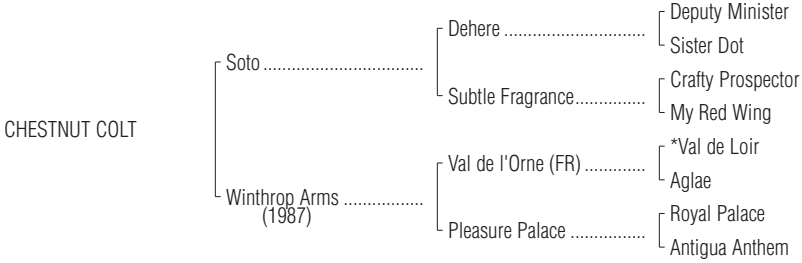 Deputy Minister
Dehere ..............................
Sister Dot
Soto ..................................
Crafty Prospector
Subtle Fragrance...............
My Red Wing
CHESTNUT COLT
*Val de Loir
Val de l'Orne (FR) .............
Aglae
Winthrop Arms .................
(1987)
Royal Palace
Pleasure Palace ................
Antigua Anthem